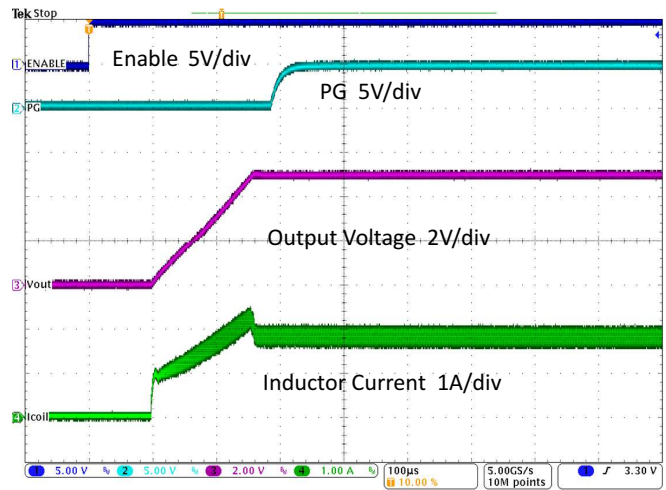 Tek Stop
1 ENABLE
Enable 5V/div
2 PG
PG 5V/div
Output Voltage 2V/div
3 Vout
Inductor Current 1A/div
4 Icoil
1 5.00 V 2 5.00 V 3 2.00 V 4 1.00 A 100µs 5.00GS/s 1 3.30 V
T 10.00 % 10M points